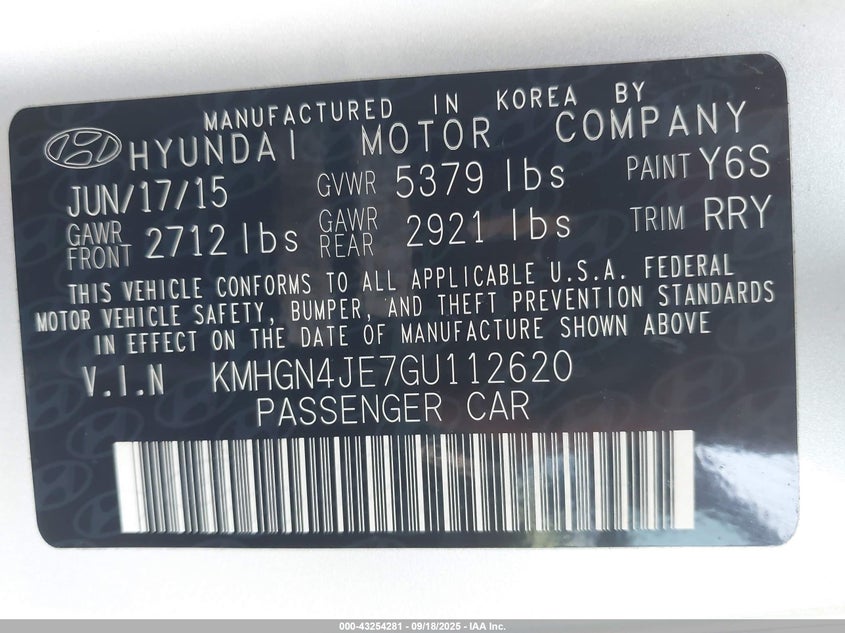 MANUFACTURED IN KOREA BY
HYUNDAI MOTOR COMPANY
JUN/17/15 GVWR 5379 lbs PAINT Y6S
GAWR FRONT 2712 lbs GAWR REAR 2921 lbs TRIM RRY
THIS VEHICLE CONFORMS TO ALL APPLICABLE U.S.A. FEDERAL
MOTOR VEHICLE SAFETY, BUMPER, AND THEFT PREVENTION STANDARDS
IN EFFECT ON THE DATE OF MANUFACTURE SHOWN ABOVE
V.I.N KMHGN4JE7GU112620
PASSENGER CAR
000-43254281 - 09/18/2025 - IAA Inc.